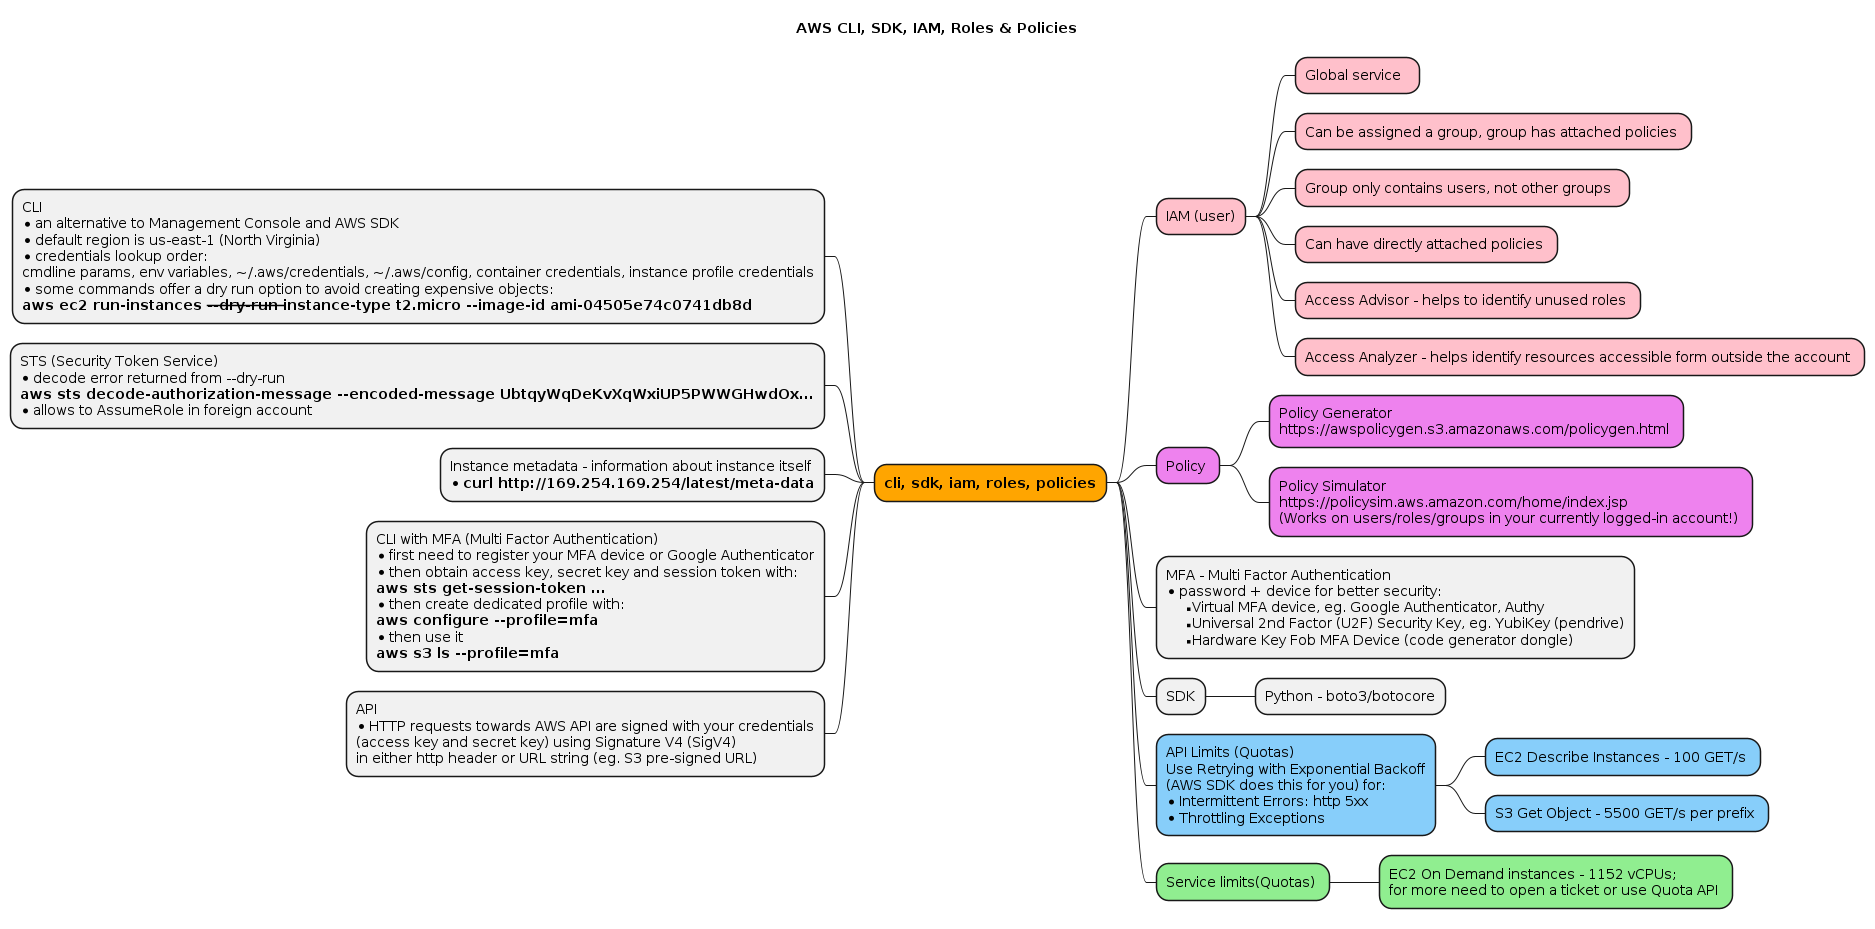 AWS CLI, SDK, IAM, Roles & Policies
CLI
• an alternative to Management Console and AWS SDK
• default region is us-east-1 (North Virginia)
• credentials lookup order:
cmdline params, env variables, ~/.aws/credentials, ~/.aws/config, container credentials, instance profile credentials
• some commands offer a dry run option to avoid creating expensive objects:
aws ec2 run-instances --dry-run instance-type t2.micro --image-id ami-04505e74c0741db8d
STS (Security Token Service)
• decode error returned from --dry-run
aws sts decode-authorization-message --encoded-message UbtqyWqDeKvXqWxiUP5PWWGHwdOx...
• allows to AssumeRole in foreign account
Instance metadata - information about instance itself
• curl http://169.254.169.254/latest/meta-data
CLI with MFA (Multi Factor Authentication)
• first need to register your MFA device or Google Authenticator
• then obtain access key, secret key and session token with:
aws sts get-session-token ...
• then create dedicated profile with:
aws configure --profile=mfa
• then use it
aws s3 ls --profile=mfa
API
• HTTP requests towards AWS API are signed with your credentials
(access key and secret key) using Signature V4 (SigV4)
in either http header or URL string (eg. S3 pre-signed URL)
cli, sdk, iam, roles, policies
IAM (user)
Global service
Can be assigned a group, group has attached policies
Group only contains users, not other groups
Can have directly attached policies
Access Advisor - helps to identify unused roles
Access Analyzer - helps identify resources accessible form outside the account
Policy
Policy Generator
https://awspolicygen.s3.amazonaws.com/policygen.html
Policy Simulator
https://policysim.aws.amazon.com/home/index.jsp
(Works on users/roles/groups in your currently logged-in account!)
MFA - Multi Factor Authentication
• password + device for better security:
▪Virtual MFA device, eg. Google Authenticator, Authy
▪Universal 2nd Factor (U2F) Security Key, eg. YubiKey (pendrive)
▪Hardware Key Fob MFA Device (code generator dongle)
SDK
Python - boto3/botocore
API Limits (Quotas)
Use Retrying with Exponential Backoff
(AWS SDK does this for you) for:
• Intermittent Errors: http 5xx
• Throttling Exceptions
EC2 Describe Instances - 100 GET/s
S3 Get Object - 5500 GET/s per prefix
Service limits(Quotas)
EC2 On Demand instances - 1152 vCPUs;
for more need to open a ticket or use Quota API